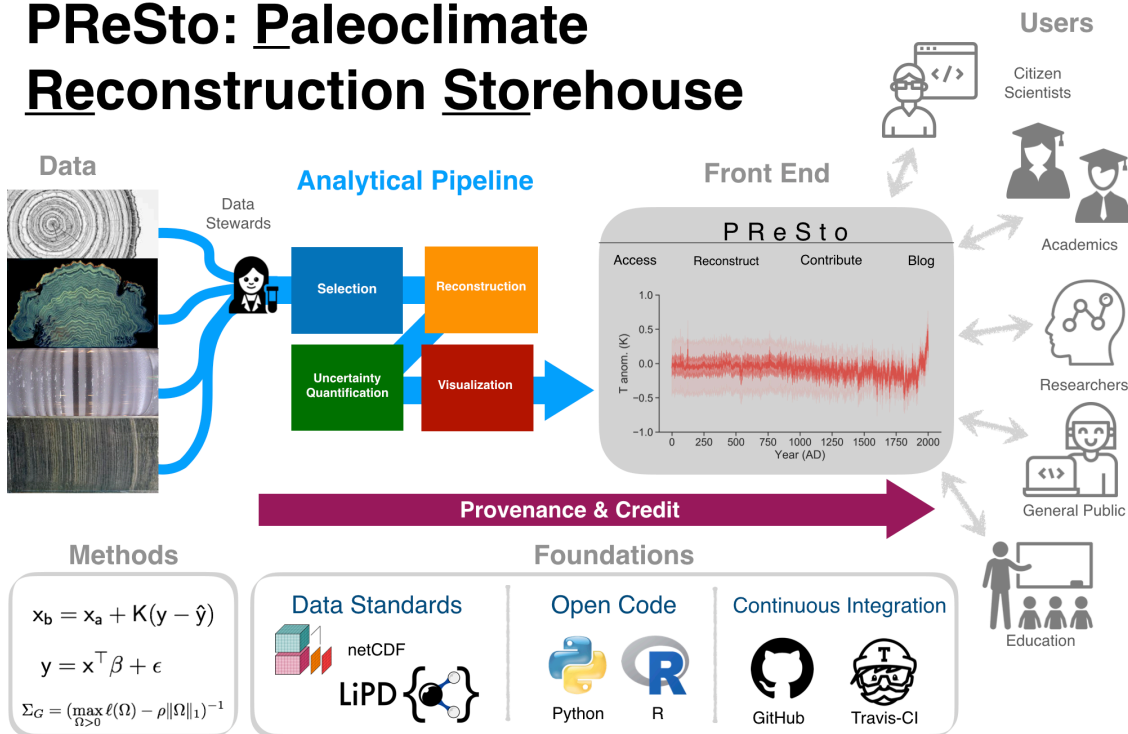 PReSto: Paleoclimate
Reconstruction Storehouse
Users
Citizen
Scientists
Academics
Researchers
General Public
Education
Data
Data
Stewards
Analytical Pipeline
Selection
Reconstruction
Uncertainty
Quantification
Visualization
Front End
PReSto
Access Reconstruct Contribute Blog
T anom. (K)
1.0
0.5
0.0
−0.5
−1.0
0 250 500 750 1000 1250 1500 1750 2000
Year (AD)
Provenance & Credit
Methods
x_b = x_a + K(y − ŷ)
y = x^⊤β + ϵ
Σ_G = (max_{Ω>0} ℓ(Ω) − ρ‖Ω‖_1)^{−1}
Foundations
Data Standards
netCDF
LiPD
Open Code
Python
R
Continuous Integration
GitHub
T
Travis-CI